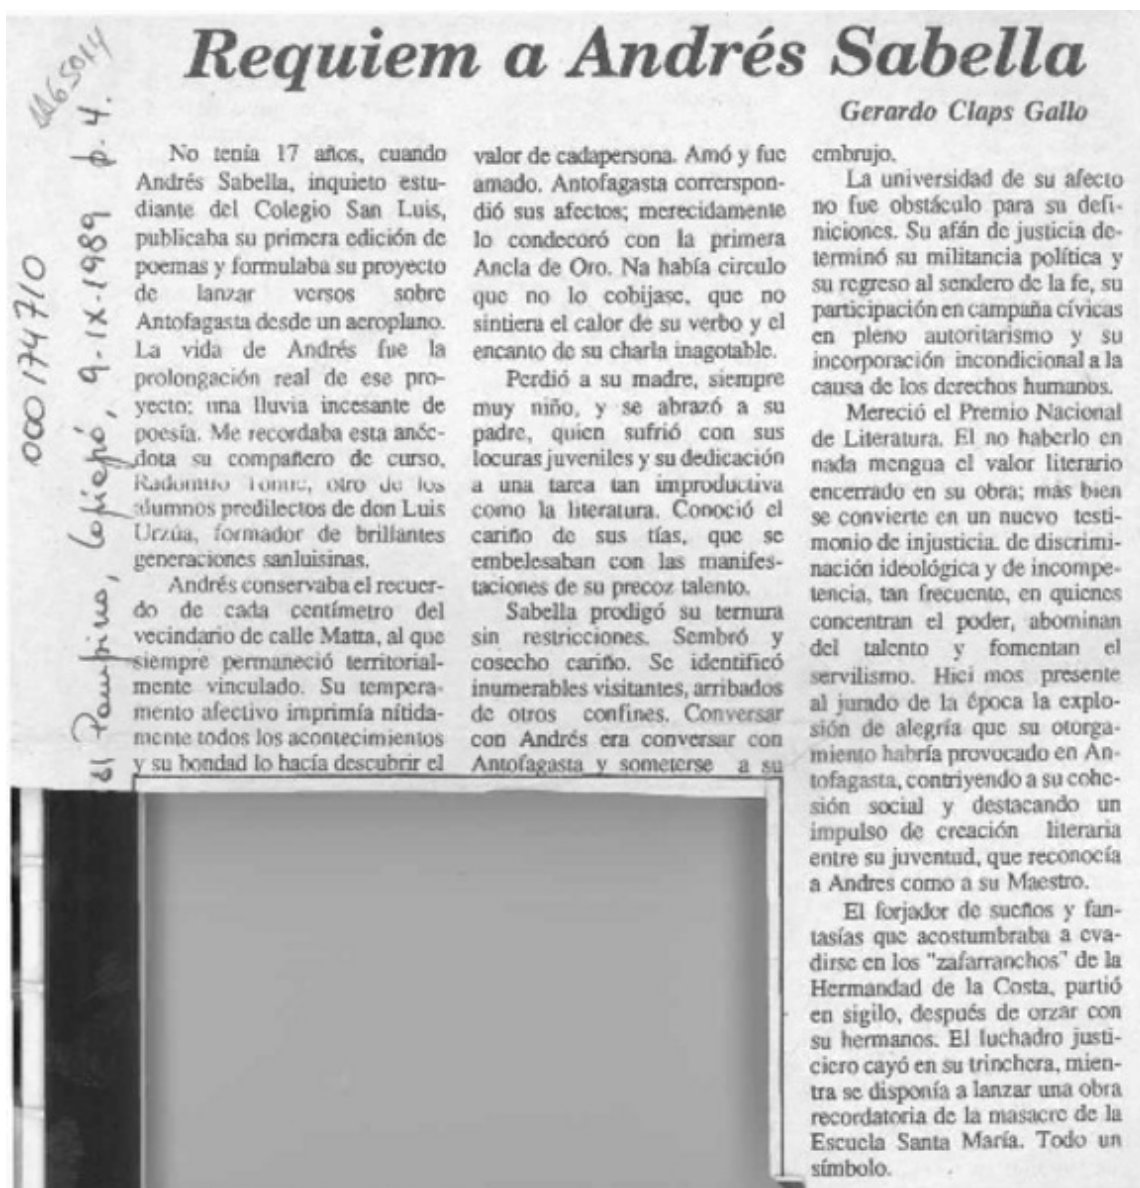 Requiem a Andrés Sabella
Gerardo Claps Gallo
No tenía 17 años, cuando
Andrés Sabella, inquieto estu-
diante del Colegio San Luis,
publicaba su primera edición de
poemas y formulaba su proyecto
de lanzar versos sobre
Antofagasta desde un aeroplano.
La vida de Andrés fue la
prolongación real de ese pro-
yecto: una lluvia incesante de
poesía. Me recordaba esta anéc-
dota su compañero de curso,
Radomiro Tomic, otro de los
alumnos predilectos de don Luis
Urzúa, formador de brillantes
generaciones sanluisinas.
Andrés conservaba el recuer-
do de cada centímetro del
vecindario de calle Matta, al que
siempre permaneció territorial-
mente vinculado. Su tempera-
mento afectivo imprimía nítida-
mente todos los acontecimientos
y su bondad lo hacía descubrir el
valor de cadapersona. Amó y fue
amado. Antofagasta correrspon-
dió sus afectos; merecidamente
lo condecoró con la primera
Ancla de Oro. Na había circulo
que no lo cobijase, que no
sintiera el calor de su verbo y el
encanto de su charla inagotable.
Perdió a su madre, siempre
muy niño, y se abrazó a su
padre, quien sufrió con sus
locuras juveniles y su dedicación
a una tarea tan improductiva
como la literatura. Conoció el
cariño de sus tías, que se
embelesaban con las manifes-
taciones de su precoz talento.
Sabella prodigó su ternura
sin restricciones. Sembró y
cosecho cariño. Se identificó
inumerables visitantes, arribados
de otros confines. Conversar
con Andrés era conversar con
Antofagasta y someterse a su
embrujo.
La universidad de su afecto
no fue obstáculo para su defi-
niciones. Su afán de justicia de-
terminó su militancia política y
su regreso al sendero de la fe, su
participación en campaña cívicas
en pleno autoritarismo y su
incorporación incondicional a la
causa de los derechos humanos.
Mereció el Premio Nacional
de Literatura. El no haberlo en
nada mengua el valor literario
encerrado en su obra; más bien
se convierte en un nuevo testi-
monio de injusticia. de discrimi-
nación ideológica y de incompe-
tencia, tan frecuente, en quienes
concentran el poder, abominan
del talento y fomentan el
servilismo. Hici mos presente
al jurado de la época la explo-
sión de alegría que su otorga-
miento habría provocado en An-
tofagasta, contriyendo a su cohe-
sión social y destacando un
impulso de creación literaria
entre su juventud, que reconocía
a Andres como a su Maestro.
El forjador de sueños y fan-
tasías que acostumbraba a eva-
dirse en los "zafarranchos" de la
Hermandad de la Costa, partió
en sigilo, después de orzar con
su hermanos. El luchadro justi-
ciero cayó en su trinchera, mien-
tra se disponía a lanzar una obra
recordatoria de la masacre de la
Escuela Santa María. Todo un
símbolo.
El Pampino, Copiapó, 9-IX-1989 p. 4.
000174710